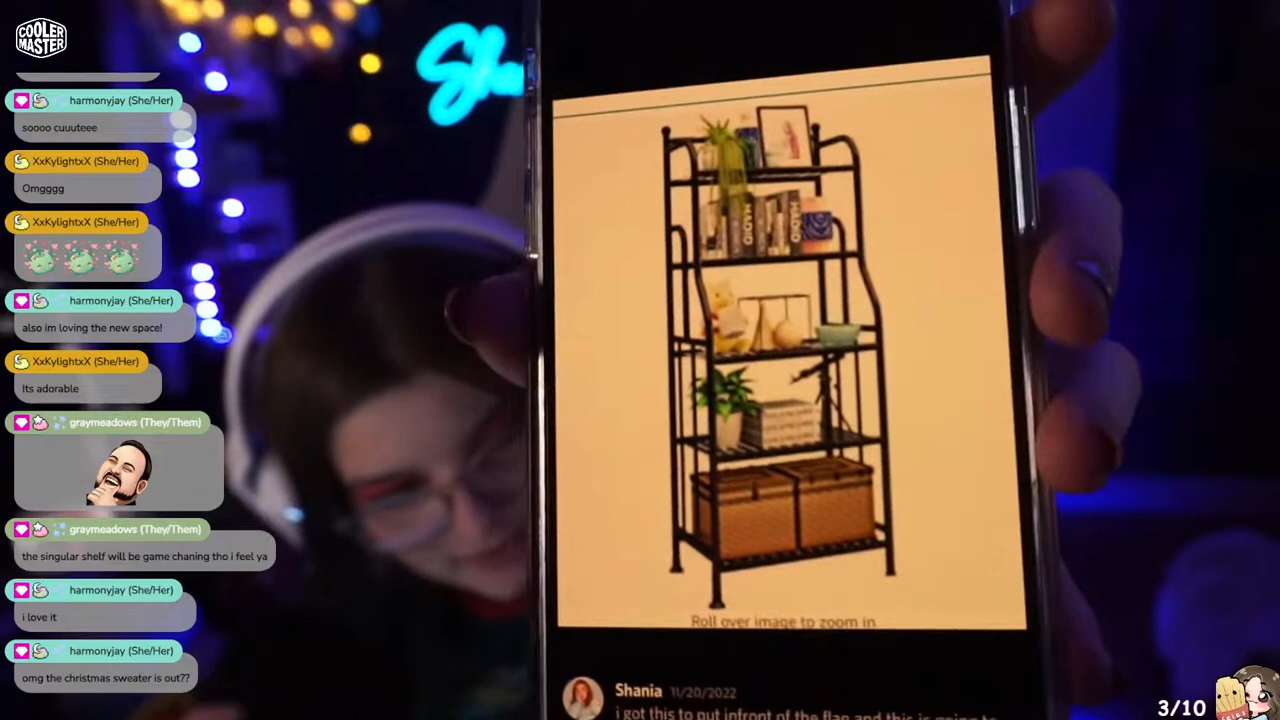 COOLER
MASTER
Sh
harmonyjay (She/Her)
soooo cuuuteee
XxKylightxX (She/Her)
Omgggg
XxKylightxX (She/Her)
harmonyjay (She/Her)
also im loving the new space!
XxKylightxX (She/Her)
Its adorable
graymeadows (They/Them)
graymeadows (They/Them)
the singular shelf will be game chaning tho i feel ya
harmonyjay (She/Her)
i love it
harmonyjay (She/Her)
omg the christmas sweater is out??
HADID
HADID
Roll over image to zoom in
Shania 11/20/2022
i got this to put infront of the flag and this is going to
3/10